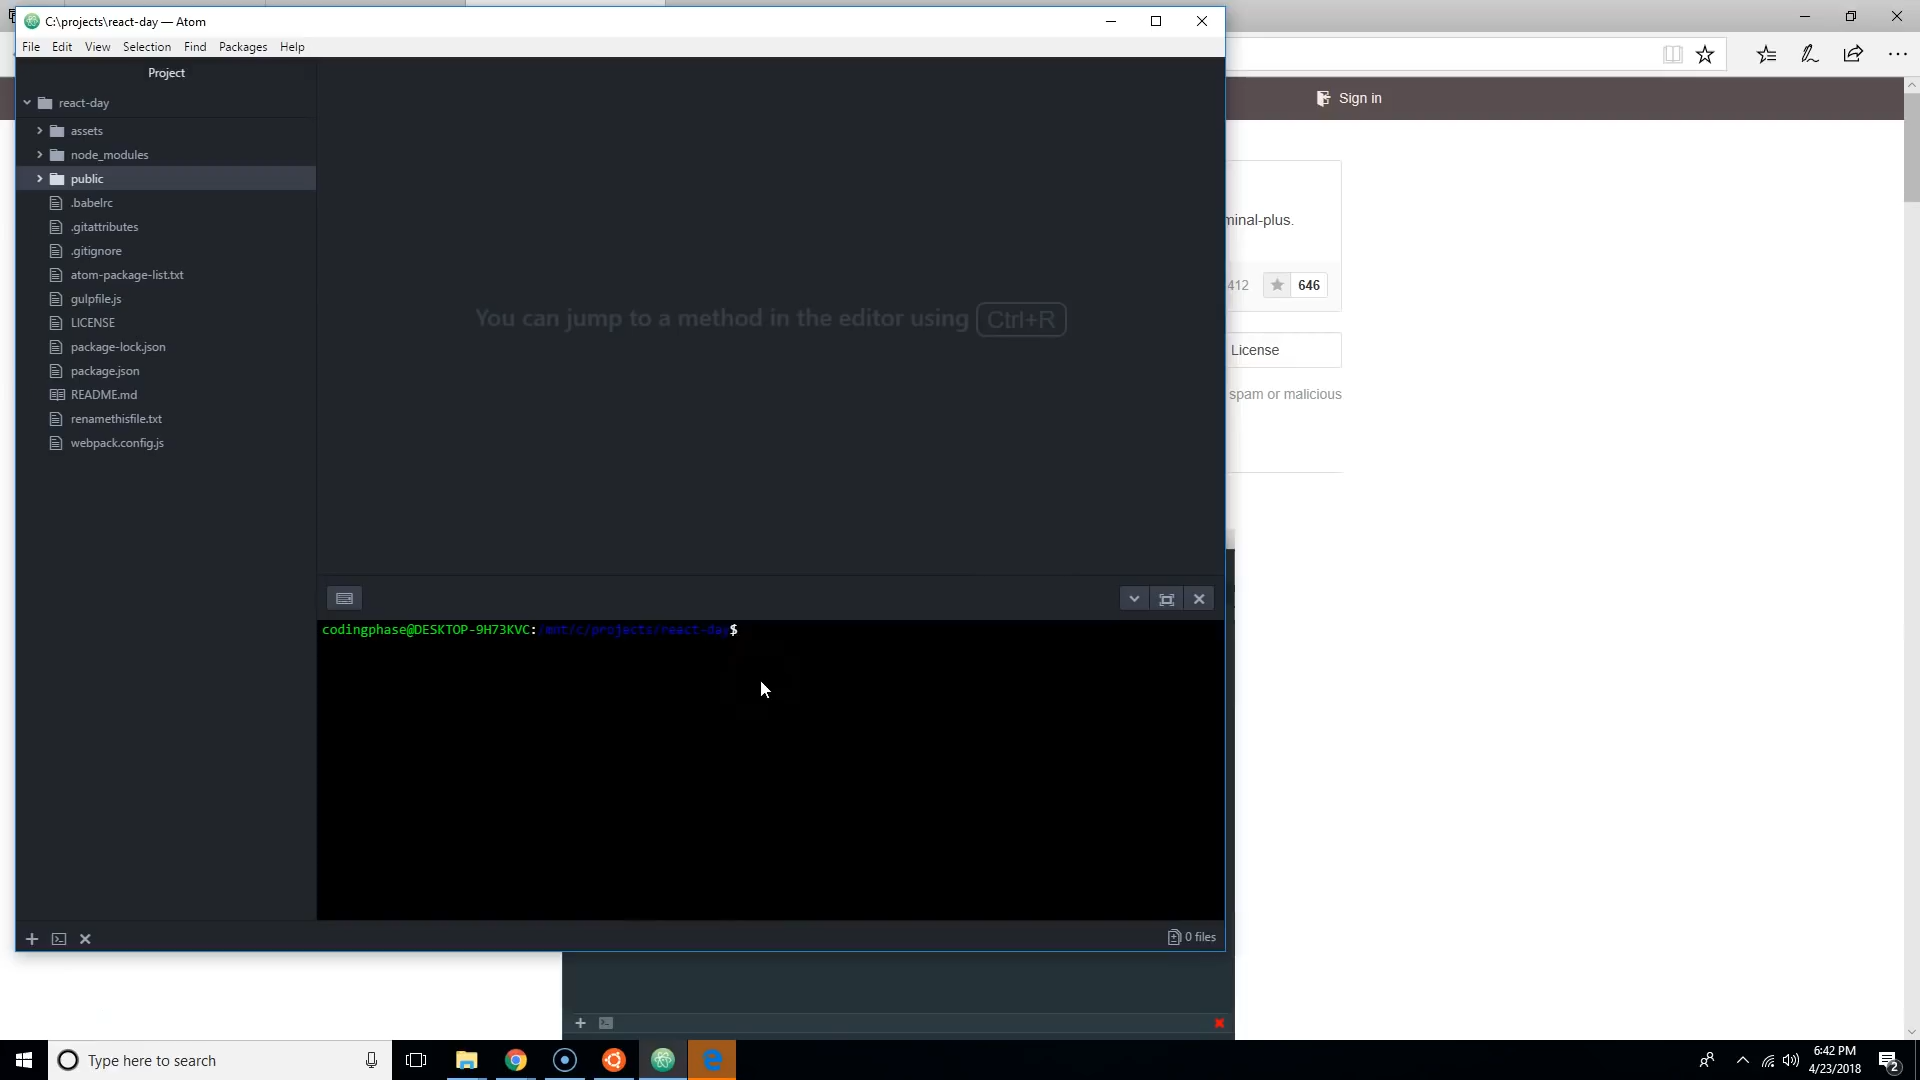 C:\projects\react-day — Atom
File Edit View Selection Find Packages Help
Project
react-day
assets
node_modules
public
.babelrc
.gitattributes
.gitignore
atom-package-list.txt
gulpfile.js
LICENSE
package-lock.json
package.json
README.md
renamethisfile.txt
webpack.config.js
You can jump to a method in the editor using Ctrl+R
codingphase@DESKTOP-9H73KVC:/mnt/c/projects/react-day$
0 files
Sign in
minal-plus.
412 646
License
spam or malicious
Type here to search
6:42 PM
4/23/2018
2